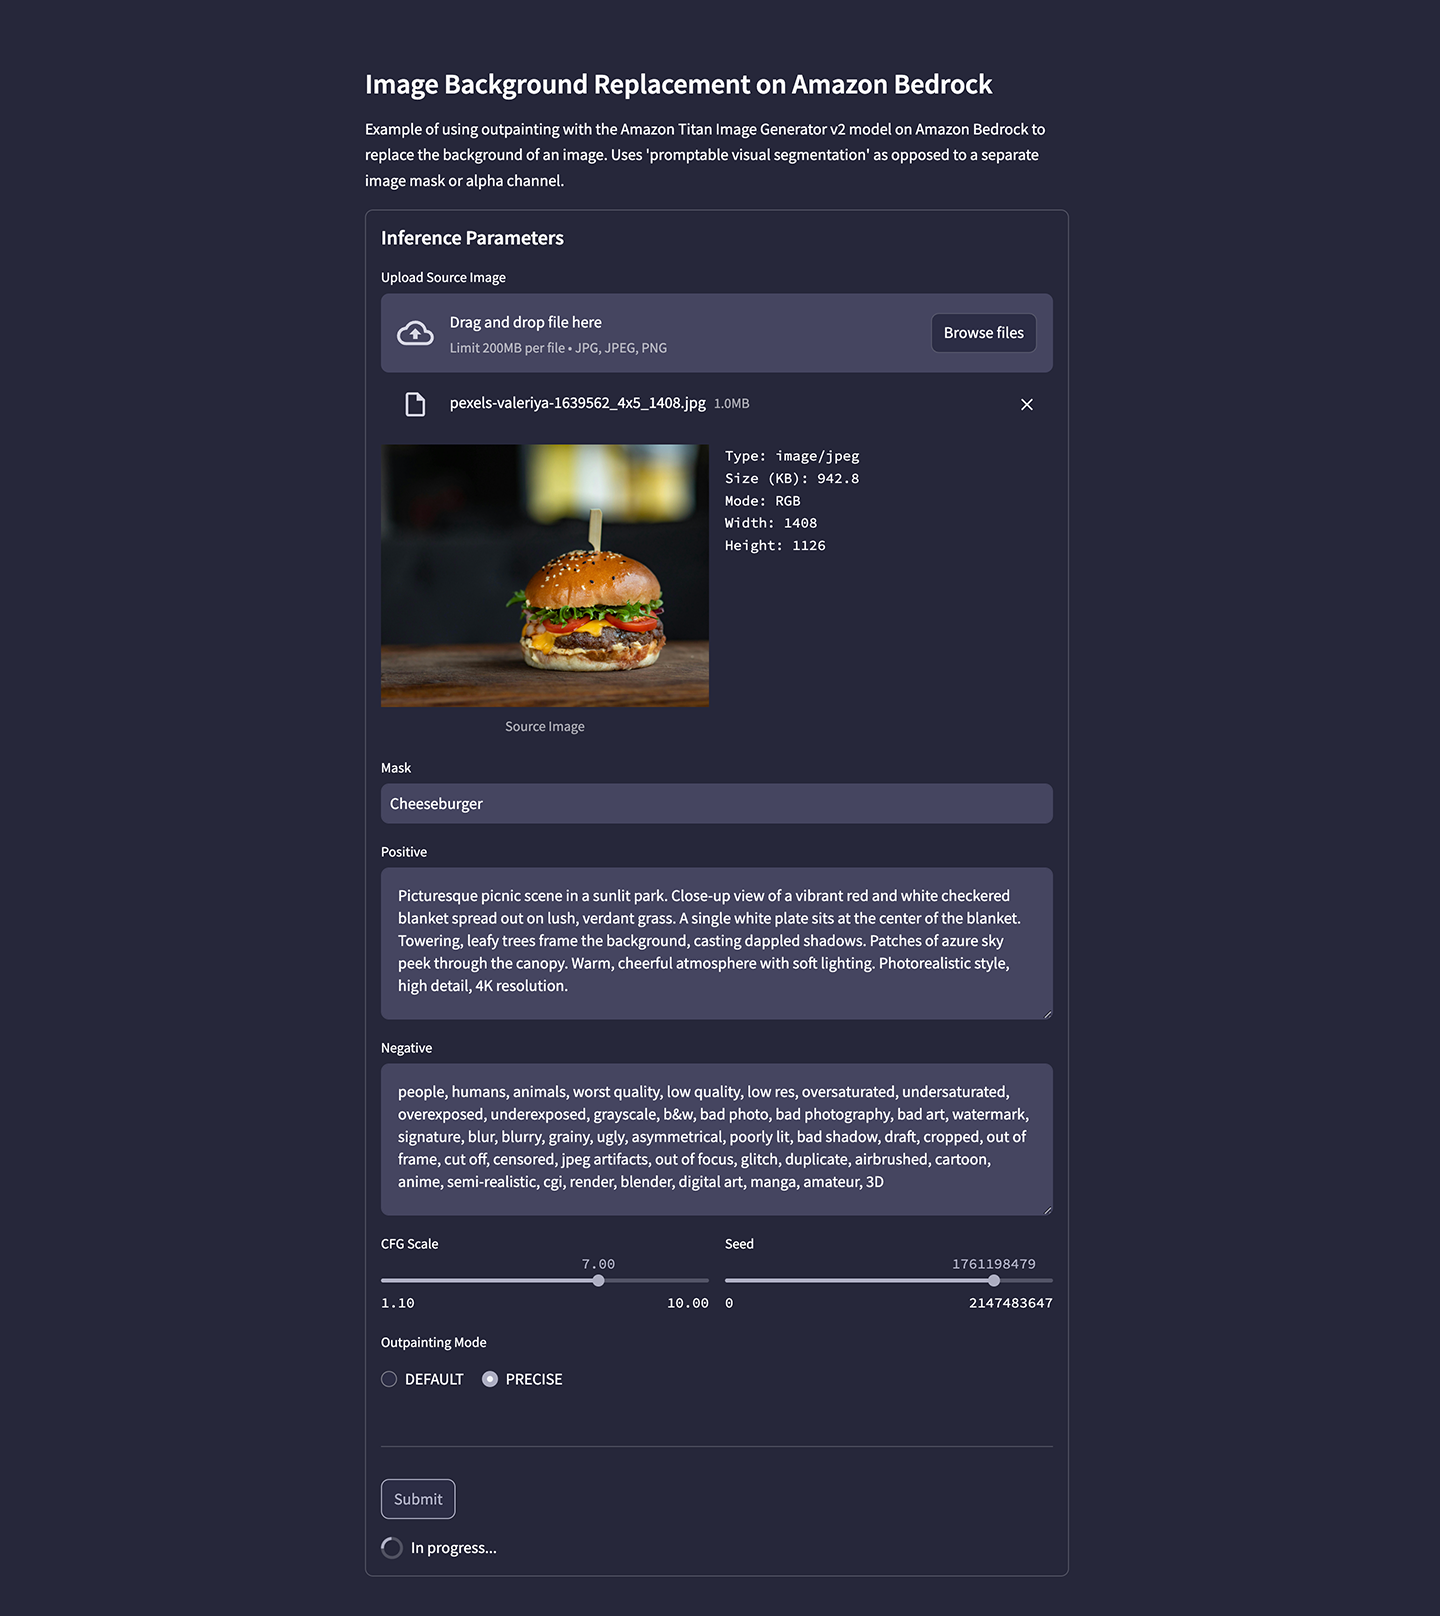 Image Background Replacement on Amazon Bedrock
Example of using outpainting with the Amazon Titan Image Generator v2 model on Amazon Bedrock to
replace the background of an image. Uses 'promptable visual segmentation' as opposed to a separate
image mask or alpha channel.
Inference Parameters
Upload Source Image
Drag and drop file here
Limit 200MB per file • JPG, JPEG, PNG
Browse files
pexels-valeriya-1639562_4x5_1408.jpg 1.0MB
Type: image/jpeg
Size (KB): 942.8
Mode: RGB
Width: 1408
Height: 1126
Source Image
Mask
Cheeseburger
Positive
Picturesque picnic scene in a sunlit park. Close-up view of a vibrant red and white checkered
blanket spread out on lush, verdant grass. A single white plate sits at the center of the blanket.
Towering, leafy trees frame the background, casting dappled shadows. Patches of azure sky
peek through the canopy. Warm, cheerful atmosphere with soft lighting. Photorealistic style,
high detail, 4K resolution.
Negative
people, humans, animals, worst quality, low quality, low res, oversaturated, undersaturated,
overexposed, underexposed, grayscale, b&w, bad photo, bad photography, bad art, watermark,
signature, blur, blurry, grainy, ugly, asymmetrical, poorly lit, bad shadow, draft, cropped, out of
frame, cut off, censored, jpeg artifacts, out of focus, glitch, duplicate, airbrushed, cartoon,
anime, semi-realistic, cgi, render, blender, digital art, manga, amateur, 3D
CFG Scale
7.00
1.10 10.00
Seed
1761198479
0 2147483647
Outpainting Mode
DEFAULT PRECISE
Submit
In progress...